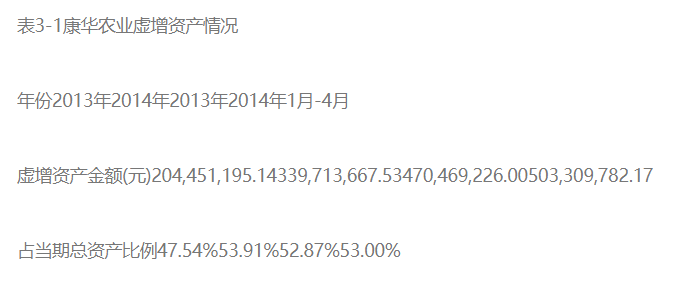 表3-1康华农业虚增资产情况
年份2013年2014年2013年2014年1月-4月
虚增资产金额(元)204,451,195.14339,713,667.53470,469,226.00503,309,782.17
占当期总资产比例47.54%53.91%52.87%53.00%